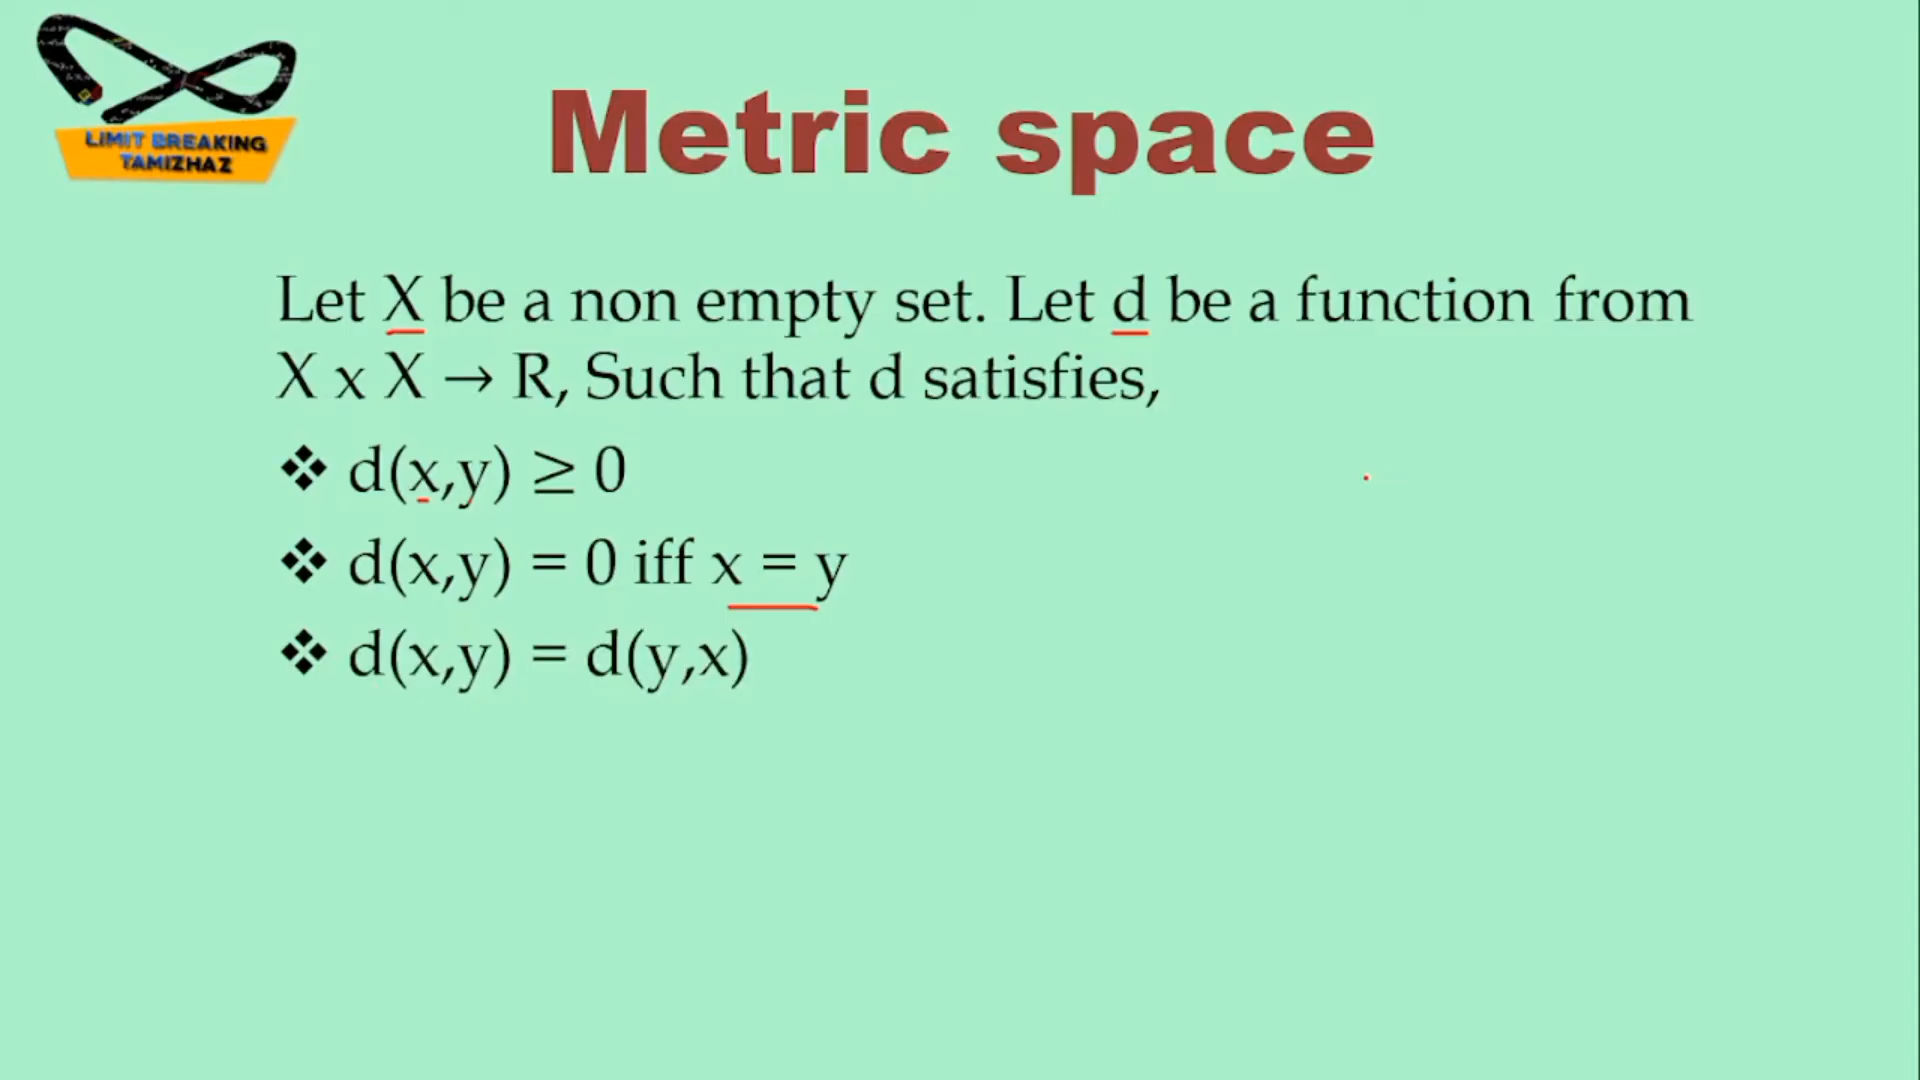 LIMIT BREAKING
TAMIZHAZ
Metric space
Let X be a non empty set. Let d be a function from
X x X → R, Such that d satisfies,
❖ d(x,y) ≥ 0
❖ d(x,y) = 0 iff x = y
❖ d(x,y) = d(y,x)